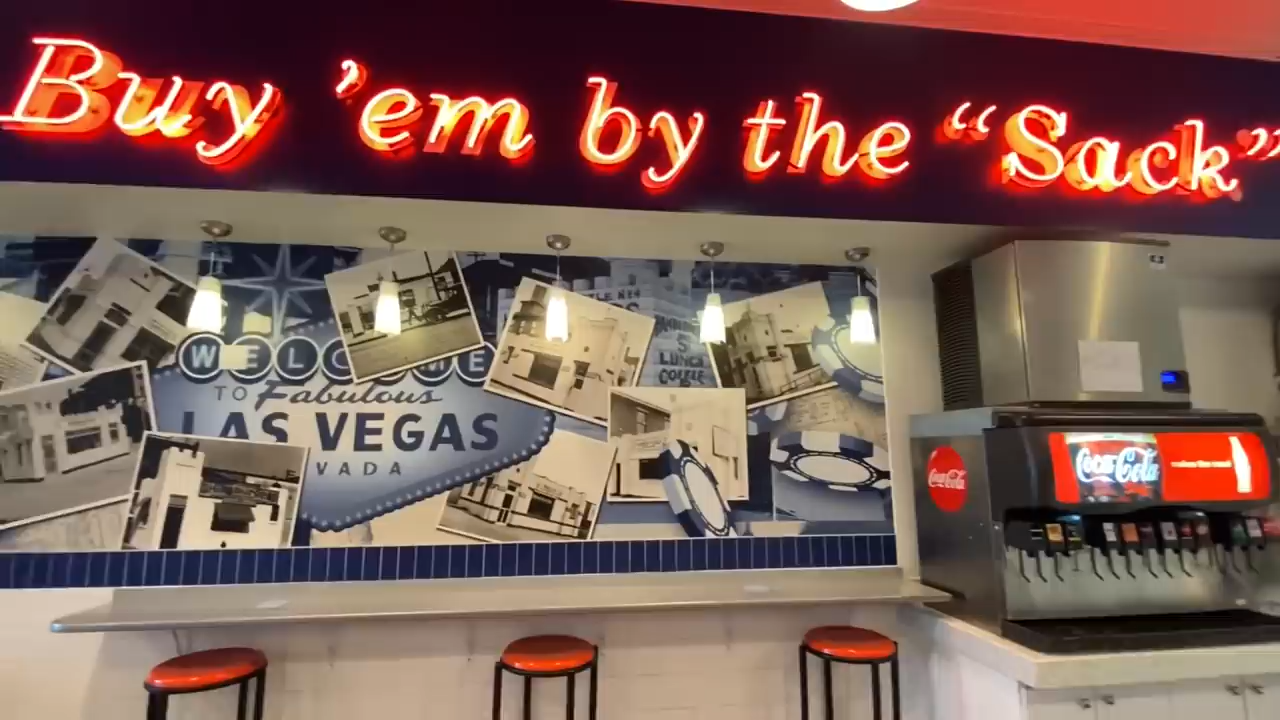 Buy 'em by the “Sack”
WELCOME
TO Fabulous
LAS VEGAS
VADA
LUNCH
COFFEE
Coca-Cola
Coca-Cola